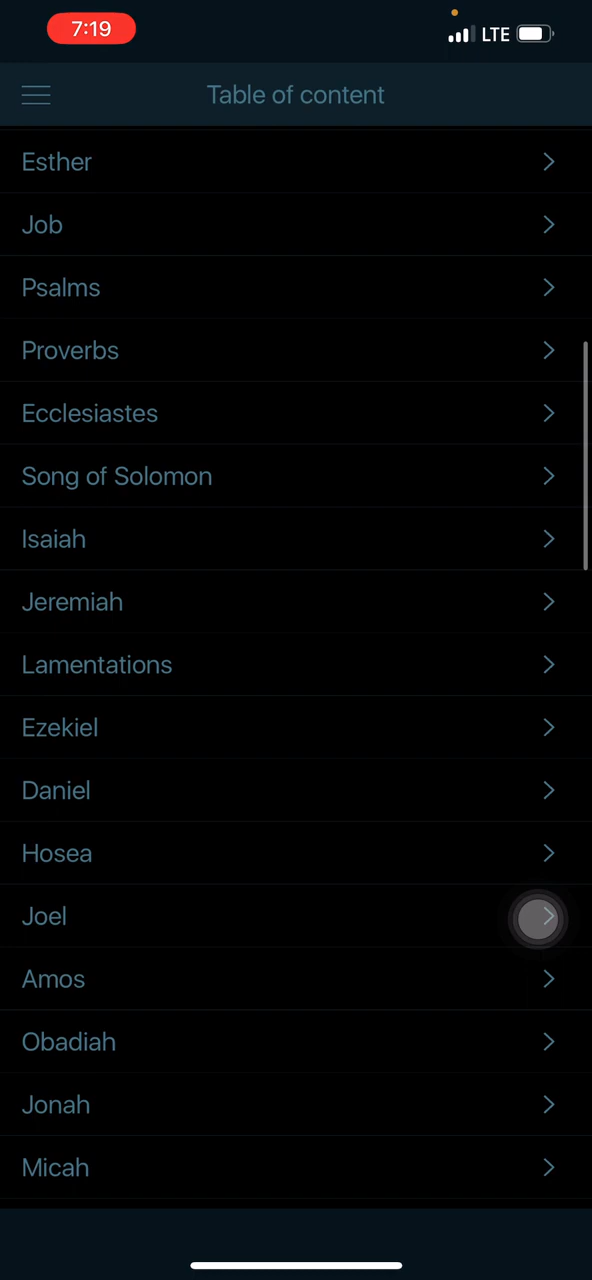 7:19
LTE
Table of content
Esther
Job
Psalms
Proverbs
Ecclesiastes
Song of Solomon
Isaiah
Jeremiah
Lamentations
Ezekiel
Daniel
Hosea
Joel
Amos
Obadiah
Jonah
Micah